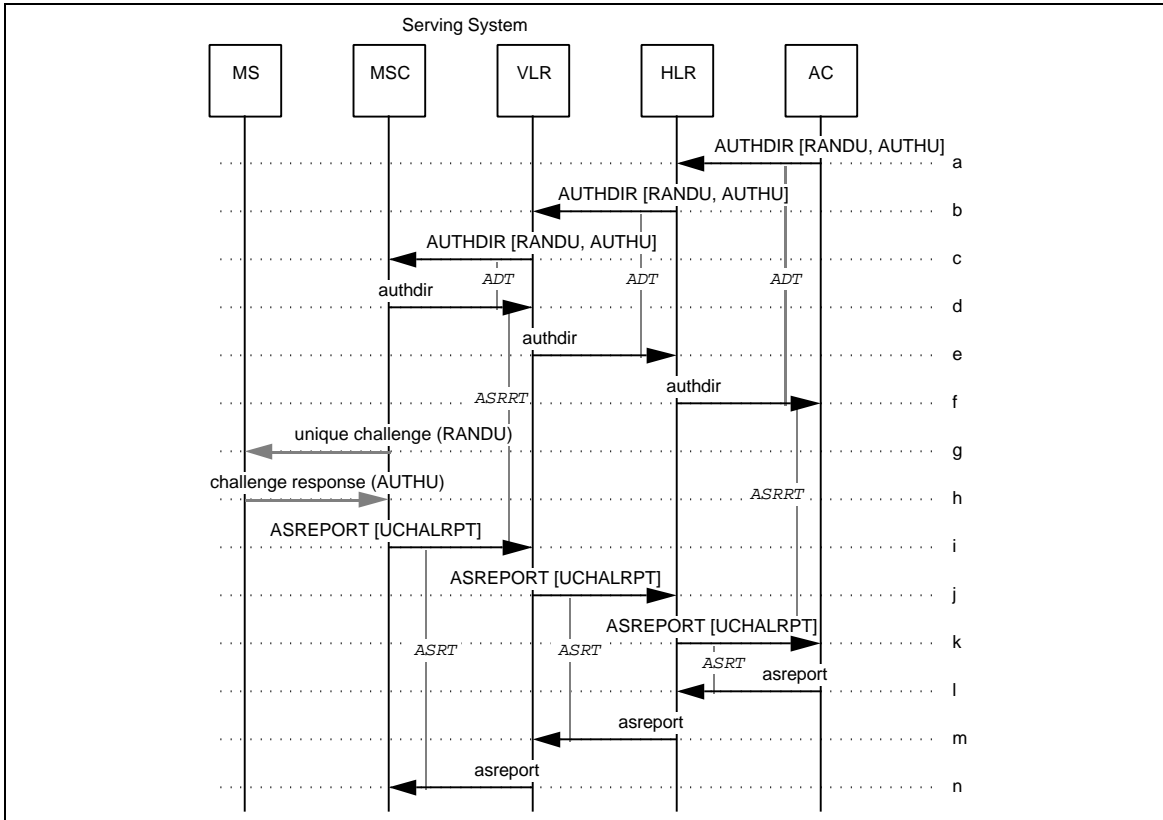 Serving System
MS MSC VLR HLR AC
AUTHDIR [RANDU, AUTHU]
a
AUTHDIR [RANDU, AUTHU]
b
AUTHDIR [RANDU, AUTHU]
c
ADT ADT ADT
authdir
d
authdir
e
authdir
f
ASRRT
unique challenge (RANDU)
g
challenge response (AUTHU)
h
ASRRT
ASREPORT [UCHALRPT]
i
ASREPORT [UCHALRPT]
j
ASREPORT [UCHALRPT]
k
ASRT ASRT ASRT
asreport
l
asreport
m
asreport
n